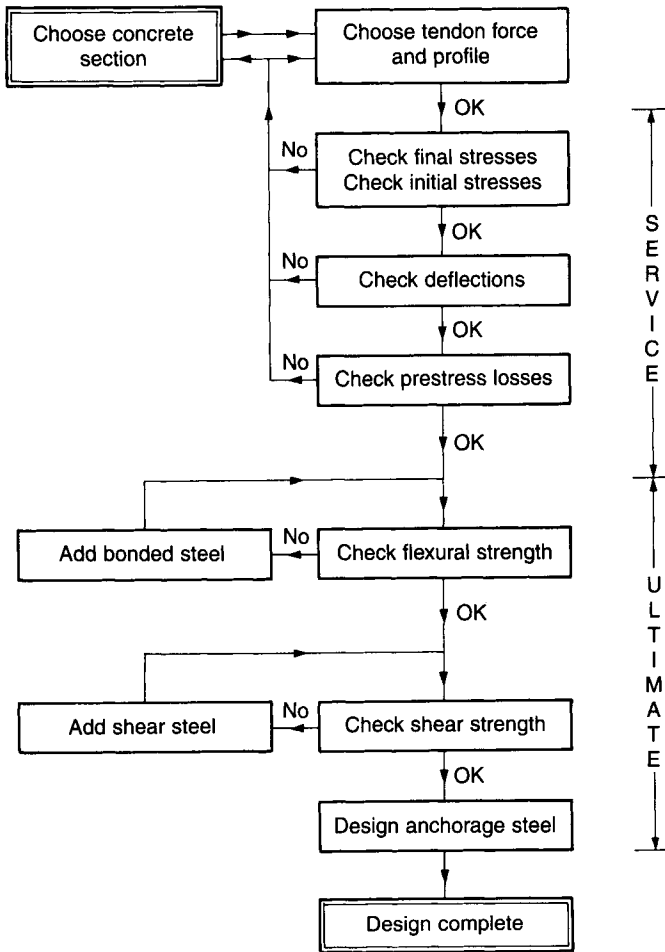 Choose concrete
section
Choose tendon force
and profile
OK
No
Check final stresses
Check initial stresses
OK
No
Check deflections
OK
No
Check prestress losses
OK
SERVICE
Add bonded steel
No
Check flexural strength
OK
Add shear steel
No
Check shear strength
OK
Design anchorage steel
ULTIMATE
Design complete